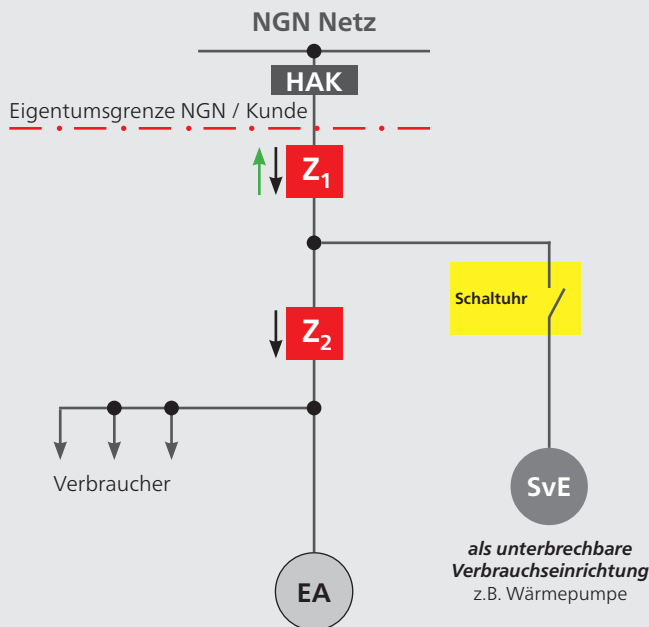 NGN Netz
HAK
Eigentumsgrenze NGN / Kunde
Z1
Schaltuhr
Z2
Verbraucher
SvE
als unterbrechbare
Verbrauchseinrichtung
z.B. Wärmepumpe
EA